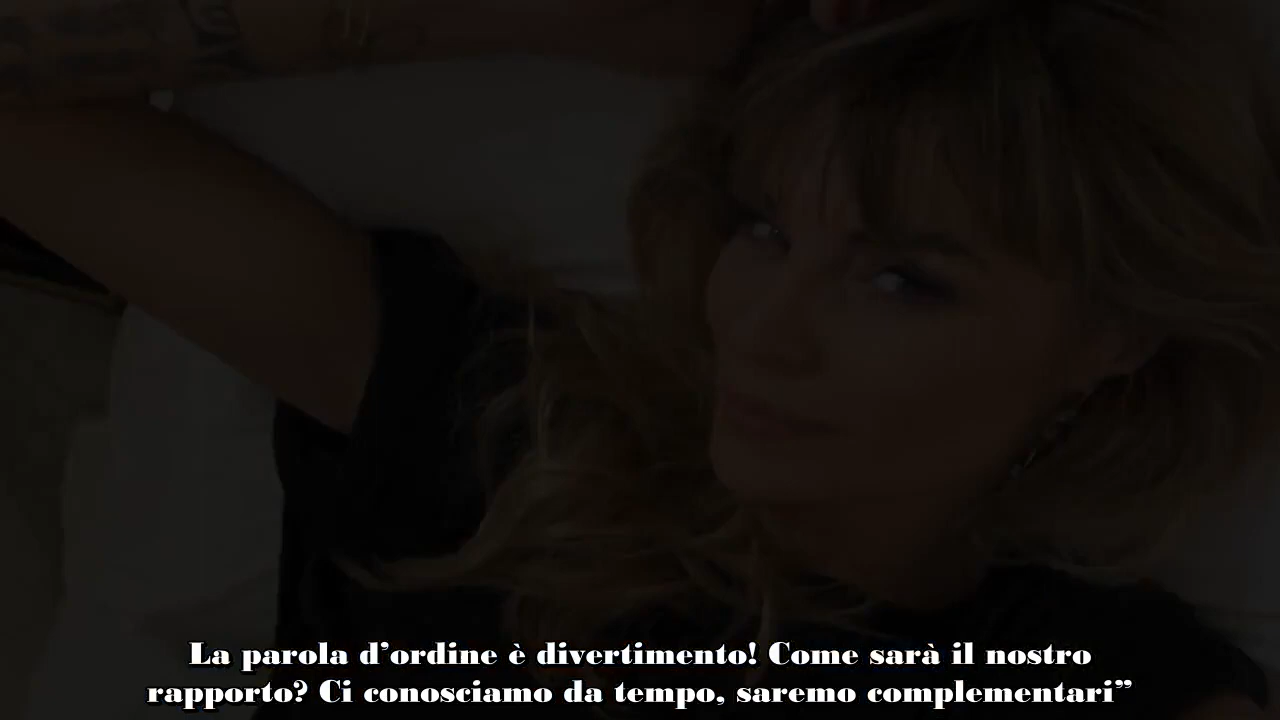 La parola d’ordine è divertimento! Come sarà il nostro
rapporto? Ci conosciamo da tempo, saremo complementari”